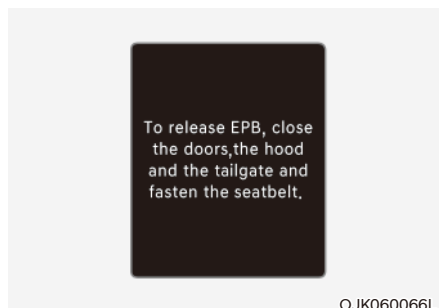 To release EPB, close
the doors,the hood
and the tailgate and
fasten the seatbelt.
OJK060066L